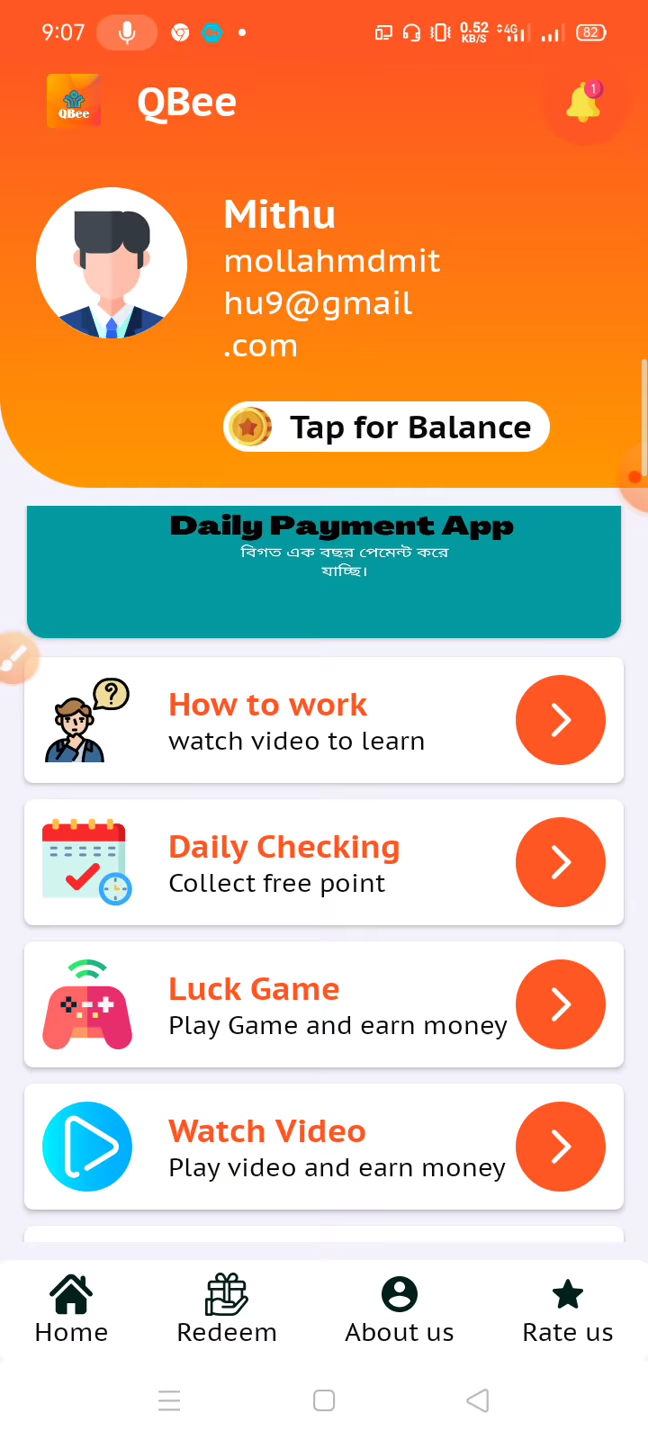 9:07
0.52
KB/S
4G
82
QBee
QBee
1
Mithu
mollahmdmit
hu9@gmail
.com
Tap for Balance
Daily Payment App
বিগত এক বছর পেমেন্ট করে
যাচ্ছি।
?
How to work
watch video to learn
Daily Checking
Collect free point
Luck Game
Play Game and earn money
Watch Video
Play video and earn money
Home
Redeem
About us
Rate us